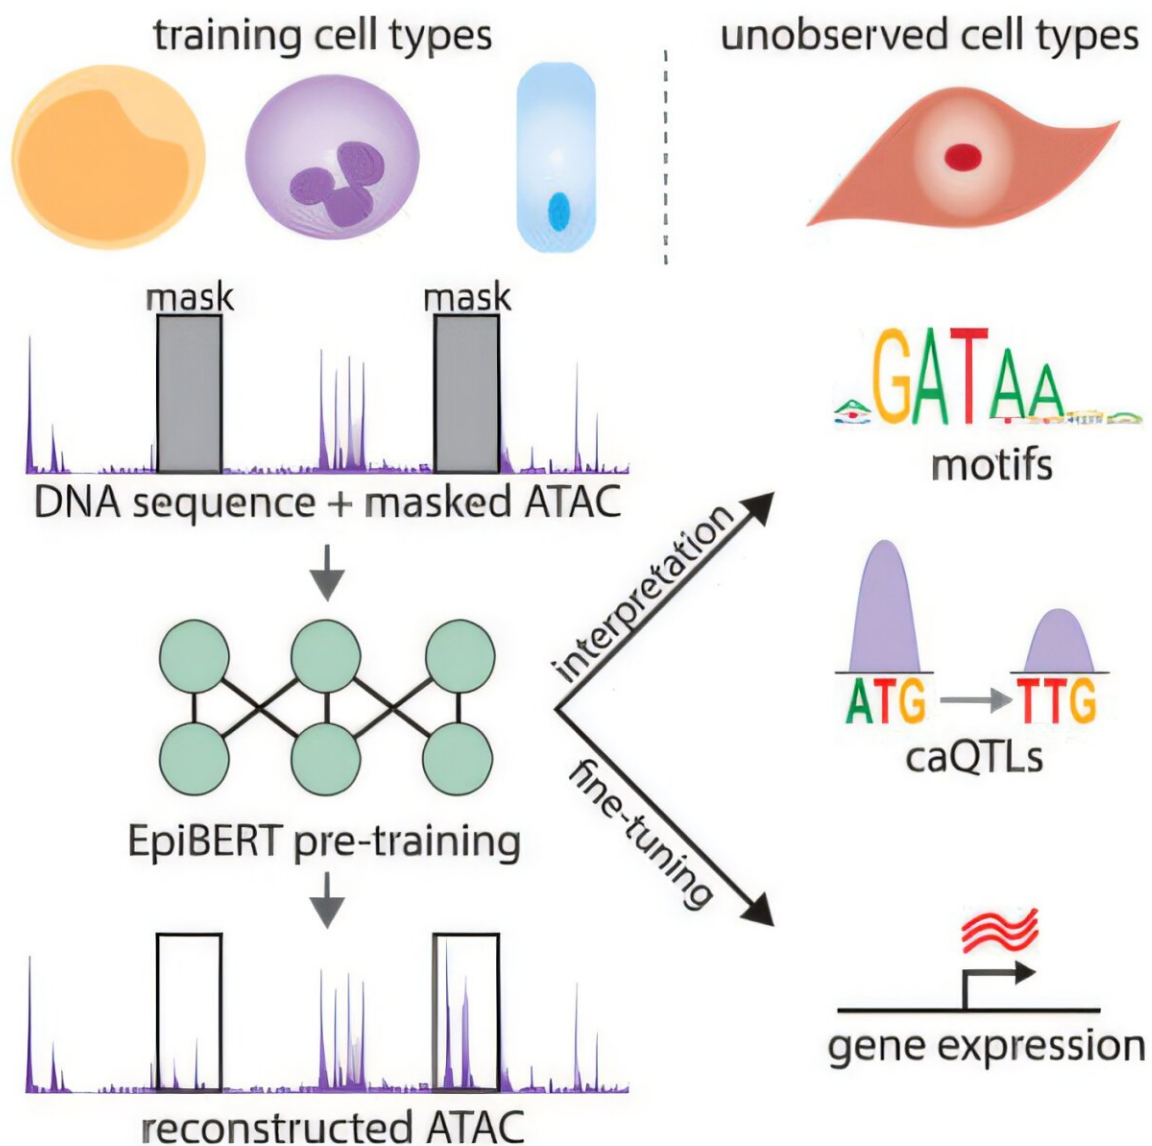 training cell types
unobserved cell types
mask
mask
DNA sequence + masked ATAC
EpiBERT pre-training
reconstructed ATAC
interpretation
fine-tuning
GATAA
motifs
ATG
TTG
caQTLs
gene expression